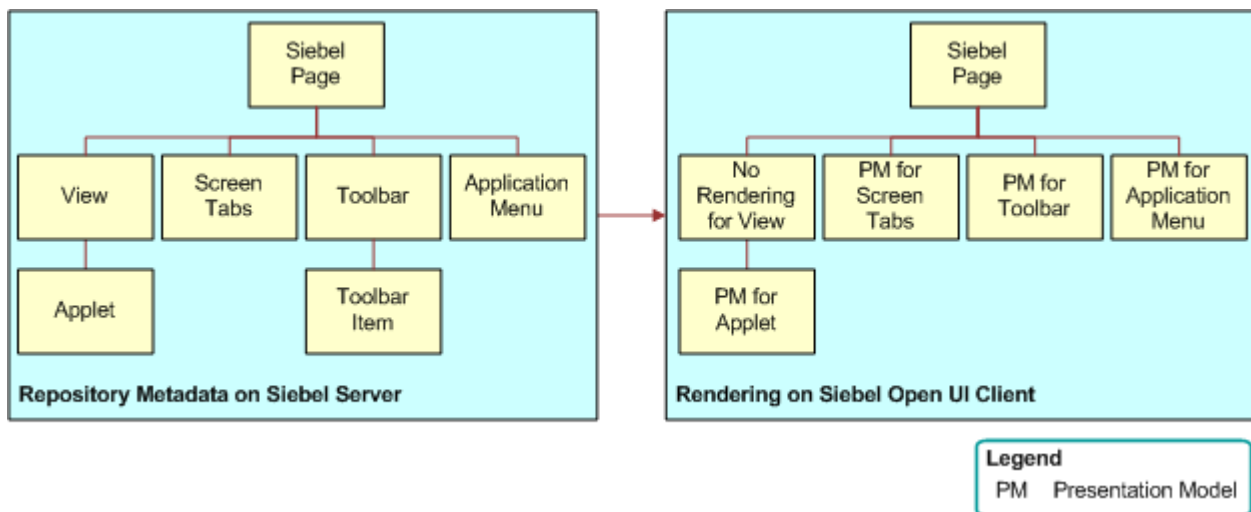 Siebel
Page
View
Screen
Tabs
Toolbar
Application
Menu
Applet
Toolbar
Item
Repository Metadata on Siebel Server
Siebel
Page
No
Rendering
for View
PM for
Screen
Tabs
PM for
Toolbar
PM for
Application
Menu
PM for
Applet
Rendering on Siebel Open UI Client
Legend
PM Presentation Model